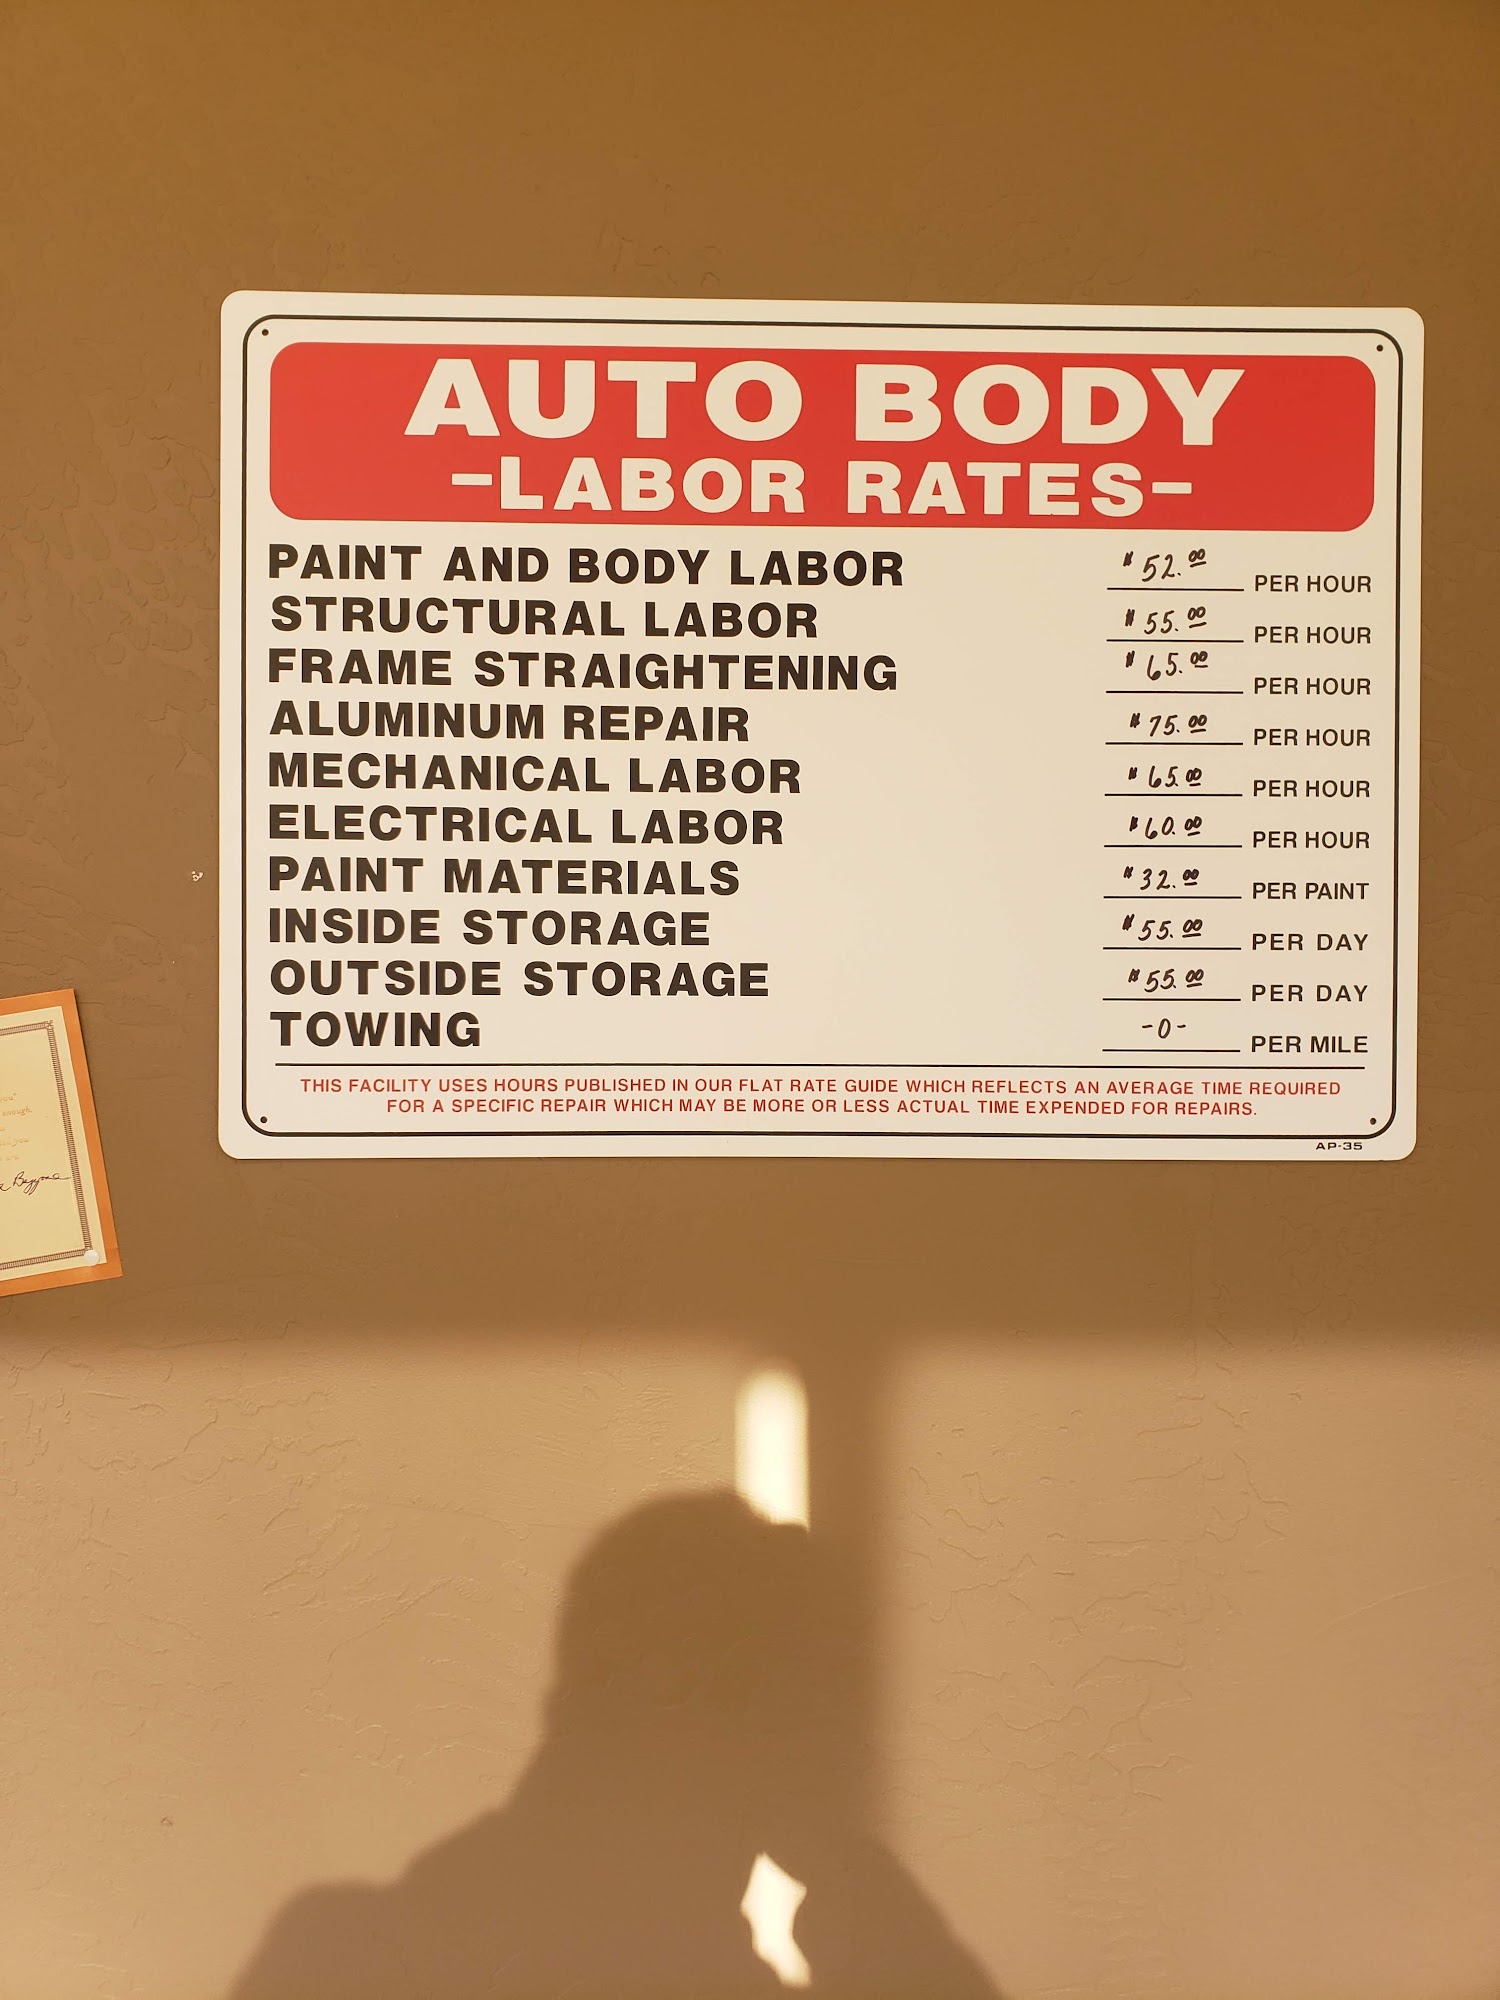 AUTO BODY
-LABOR RATES-
PAINT AND BODY LABOR $52.00 PER HOUR
STRUCTURAL LABOR $55.00 PER HOUR
FRAME STRAIGHTENING $65.00 PER HOUR
ALUMINUM REPAIR $75.00 PER HOUR
MECHANICAL LABOR $65.00 PER HOUR
ELECTRICAL LABOR $60.00 PER HOUR
PAINT MATERIALS $32.00 PER PAINT
INSIDE STORAGE $55.00 PER DAY
OUTSIDE STORAGE $55.00 PER DAY
TOWING -0- PER MILE
THIS FACILITY USES HOURS PUBLISHED IN OUR FLAT RATE GUIDE WHICH REFLECTS AN AVERAGE TIME REQUIRED
FOR A SPECIFIC REPAIR WHICH MAY BE MORE OR LESS ACTUAL TIME EXPENDED FOR REPAIRS.
AP-35
you"
enough.